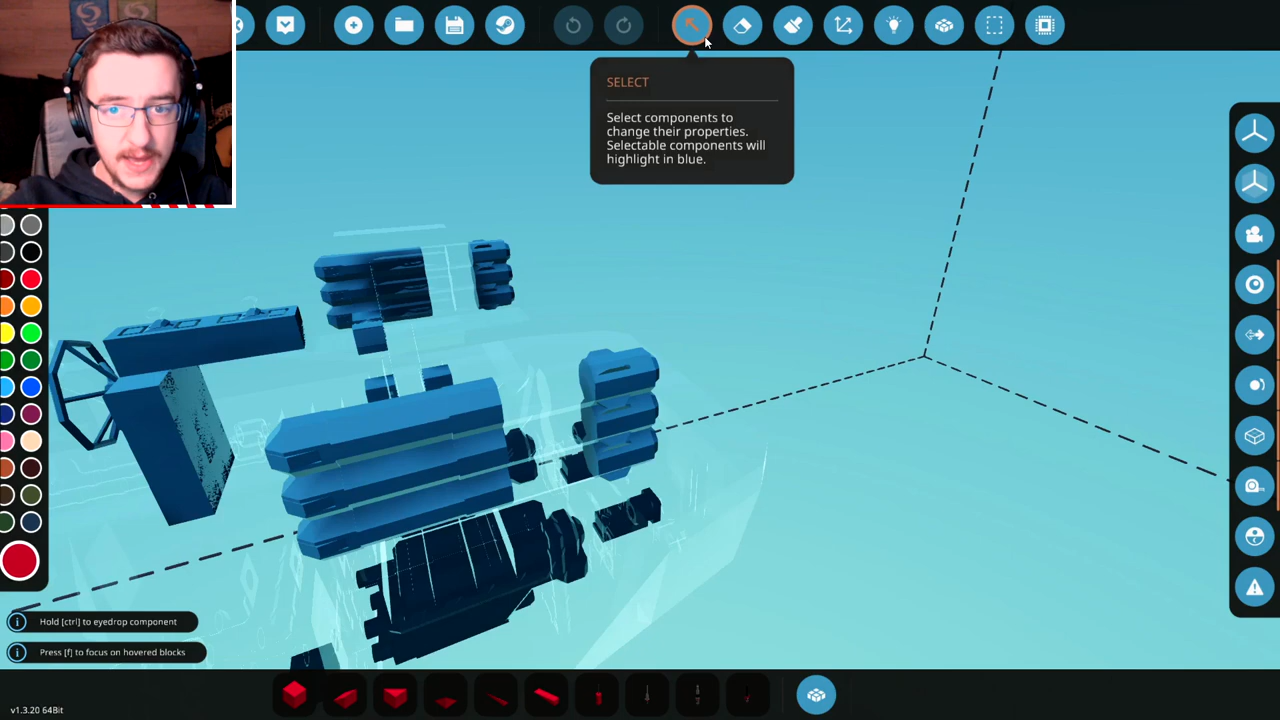 SELECT
Select components to
change their properties.
Selectable components will
highlight in blue.
Hold [ctrl] to eyedrop component
Press [f] to focus on hovered blocks
v1.3.20 64Bit